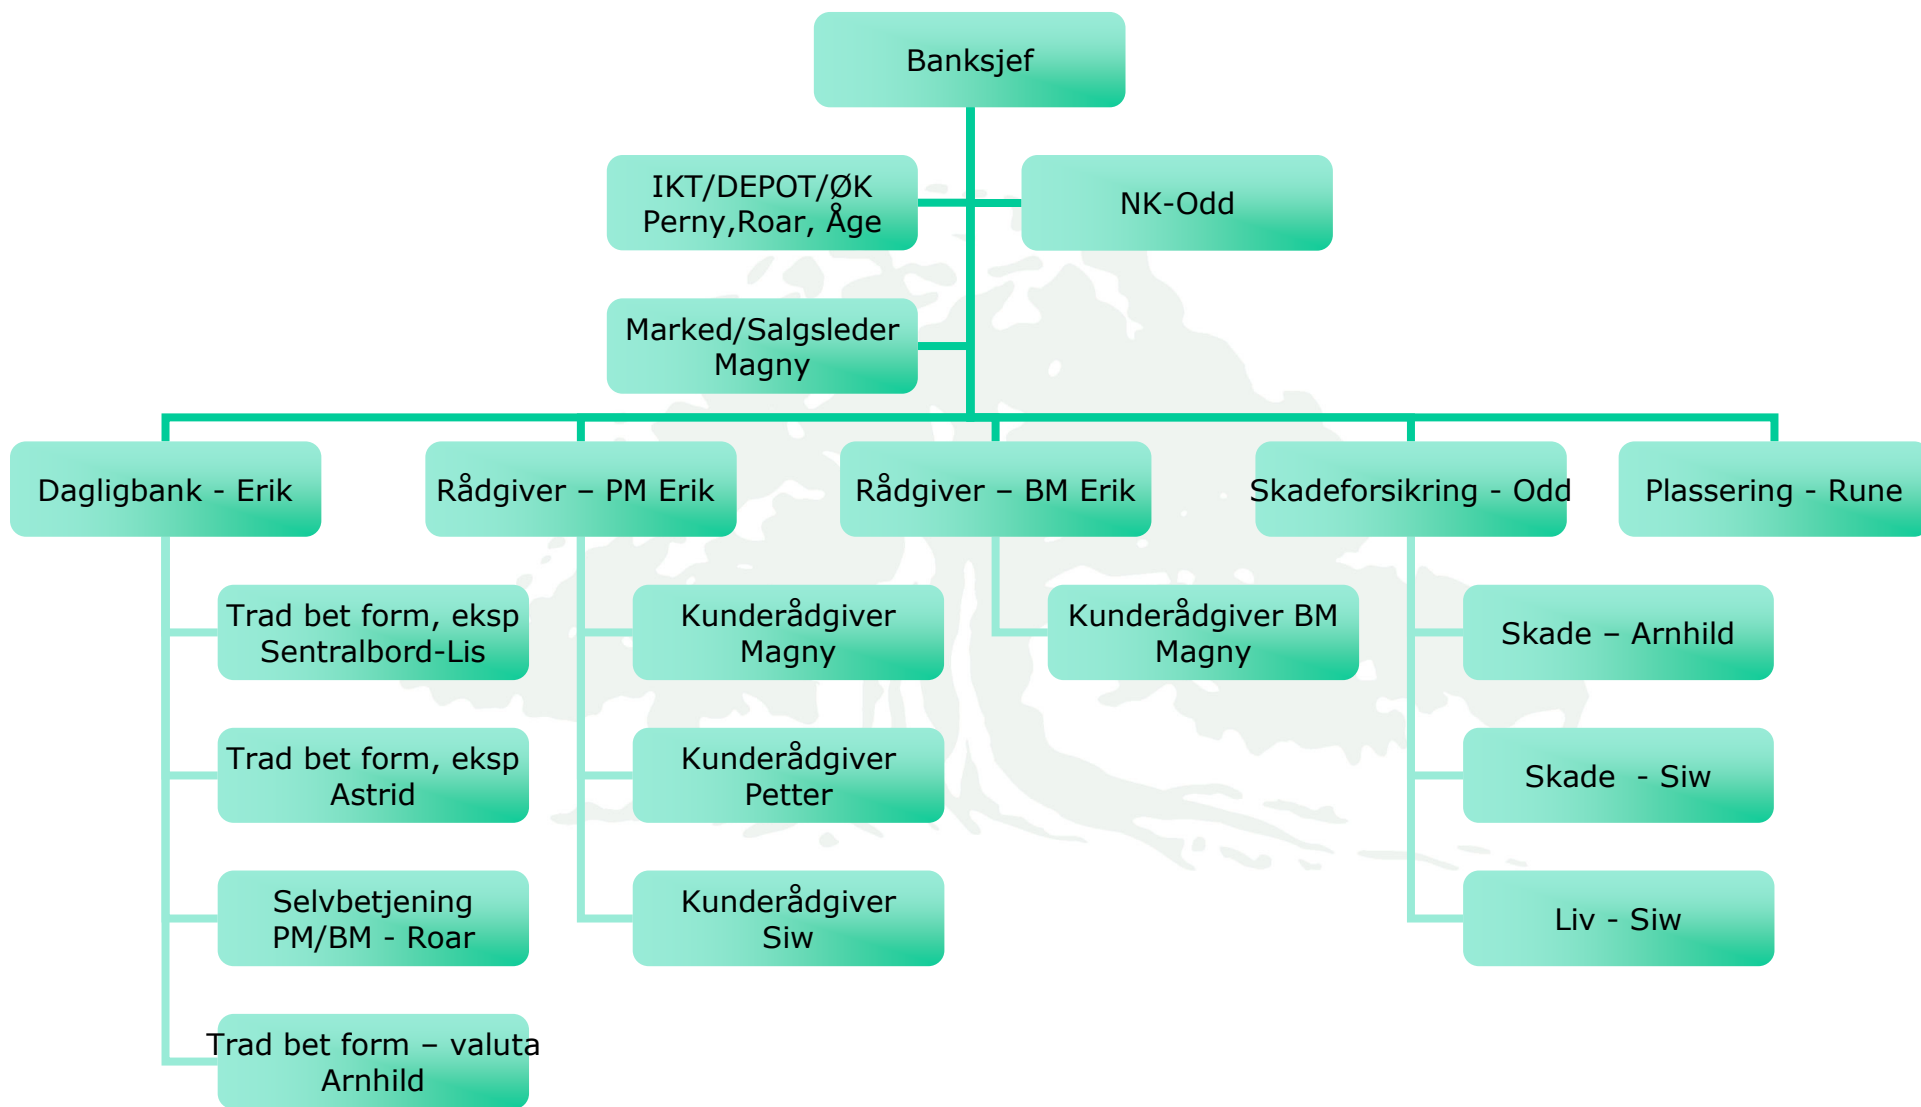 Banksjef
IKT/DEPOT/ØK
Perny,Roar, Åge
NK-Odd
Marked/Salgsleder
Magny
Dagligbank - Erik
Rådgiver – PM Erik
Rådgiver – BM Erik
Skadeforsikring - Odd
Plassering - Rune
Trad bet form, eksp
Sentralbord-Lis
Kunderådgiver
Magny
Kunderådgiver BM
Magny
Skade – Arnhild
Trad bet form, eksp
Astrid
Kunderådgiver
Petter
Skade  - Siw
Selvbetjening
PM/BM - Roar
Kunderådgiver
Siw
Liv - Siw
Trad bet form – valuta
Arnhild